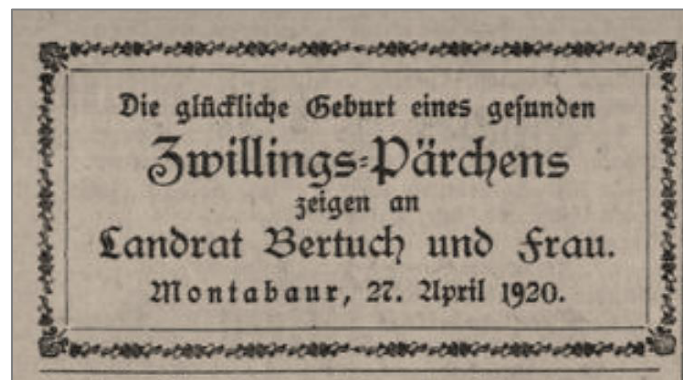 Die glückliche Geburt eines gesunden
Zwillings-Pärchens
zeigen an
Landrat Bertuch und Frau.
Montabaur, 27. April 1920.